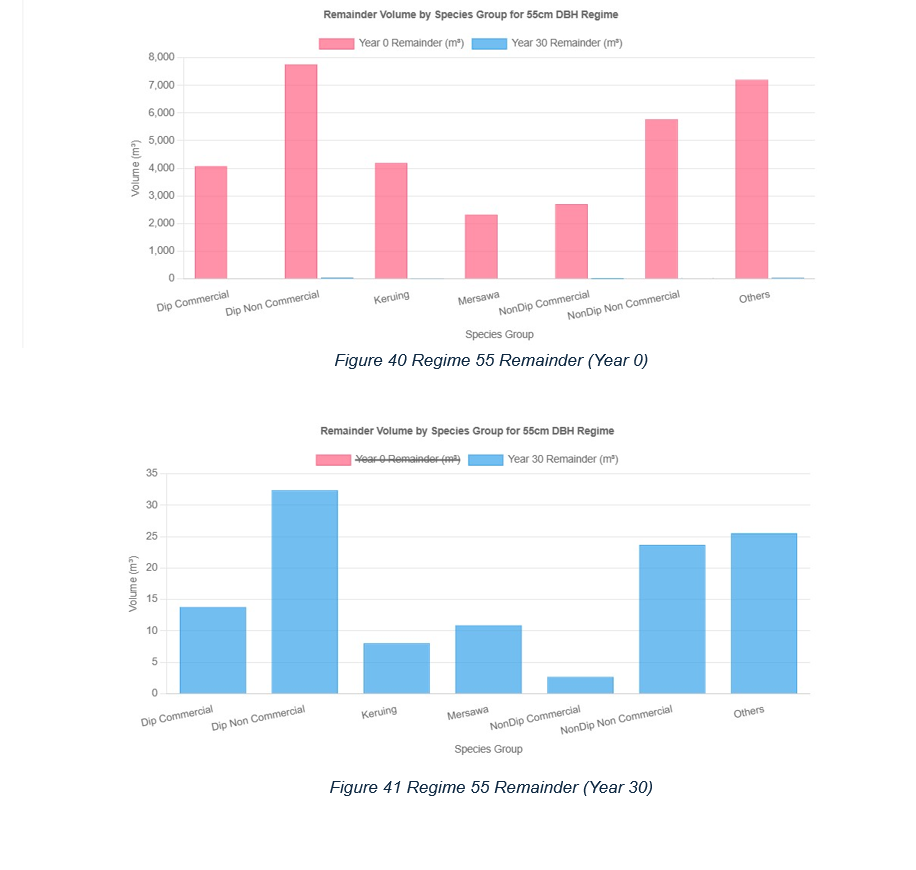 Remainder Volume by Species Group for 55cm DBH Regime
Year 0 Remainder (m³) Year 30 Remainder (m³)
8,000
7,000
6,000
5,000
4,000
3,000
2,000
1,000
0
Volume (m³)
Dip Commercial Dip Non Commercial Keruing Mersawa NonDip Commercial NonDip Non Commercial Others
Species Group
Figure 40 Regime 55 Remainder (Year 0)
Remainder Volume by Species Group for 55cm DBH Regime
Year 0 Remainder (m³) Year 30 Remainder (m³)
35
30
25
20
15
10
5
0
Volume (m³)
Dip Commercial Dip Non Commercial Keruing Mersawa NonDip Commercial NonDip Non Commercial Others
Species Group
Figure 41 Regime 55 Remainder (Year 30)